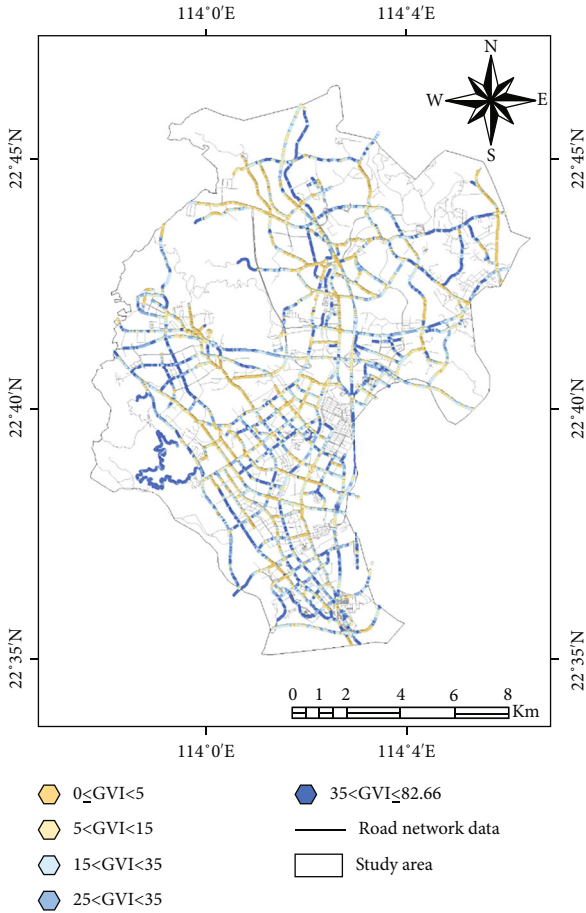 114°0′E 114°4′E
N
W E
S
22°45′N 22°45′N
22°40′N 22°40′N
22°35′N 22°35′N
0 1 2 4 6 8
Km
114°0′E 114°4′E
0≤GVI<5 35<GVI≤82.66
5<GVI<15 Road network data
15<GVI<35 Study area
25<GVI<35